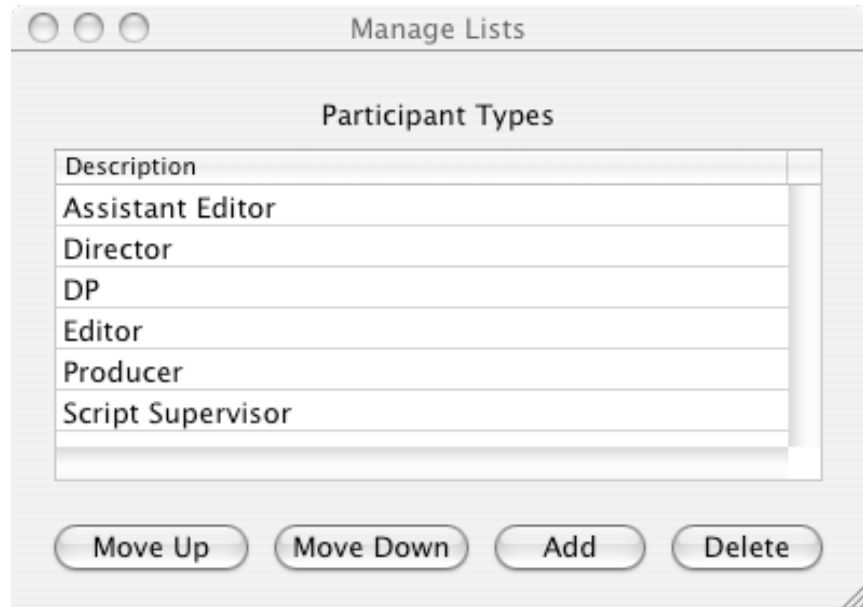 Manage Lists
Participant Types
Description
Assistant Editor
Director
DP
Editor
Producer
Script Supervisor
Move Up Move Down Add Delete